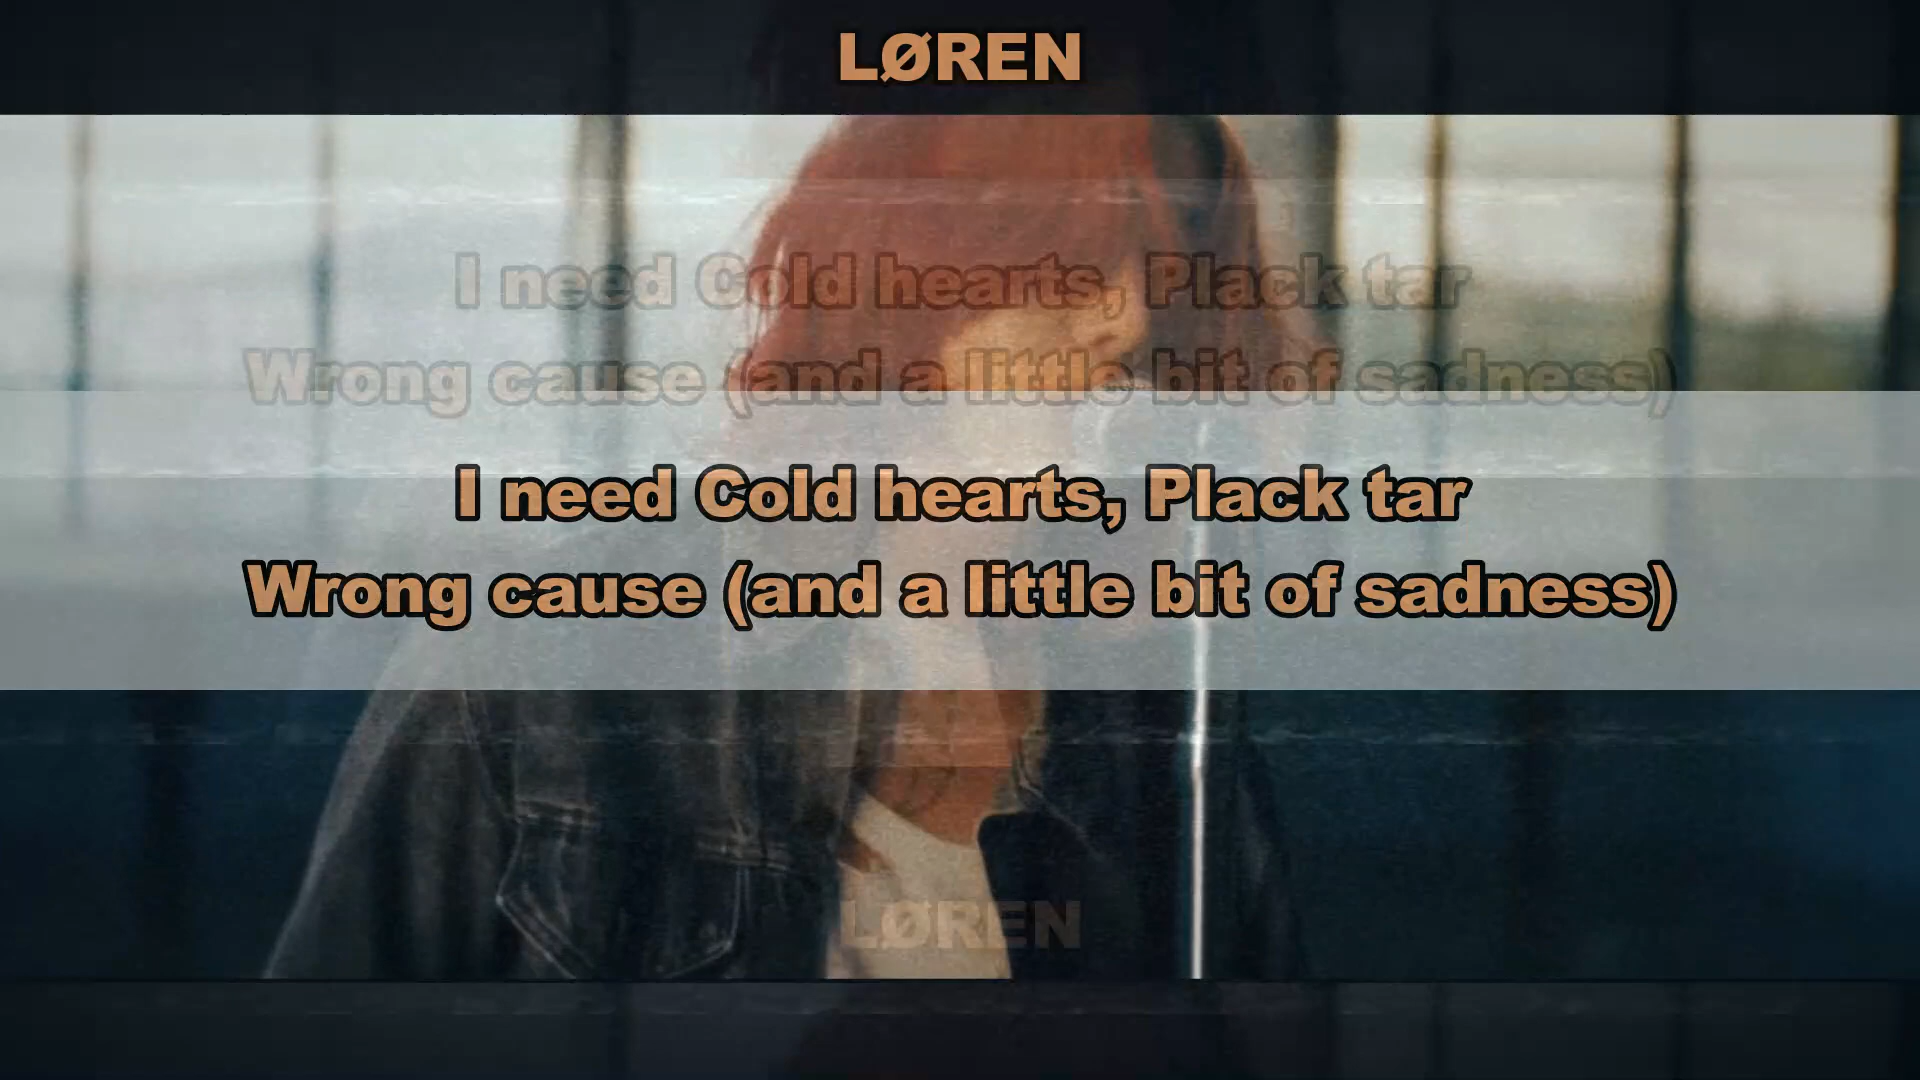 LØREN
I need Cold hearts, Plack tar
Wrong cause (and a little bit of sadness)
I need Cold hearts, Plack tar
Wrong cause (and a little bit of sadness)
LØREN